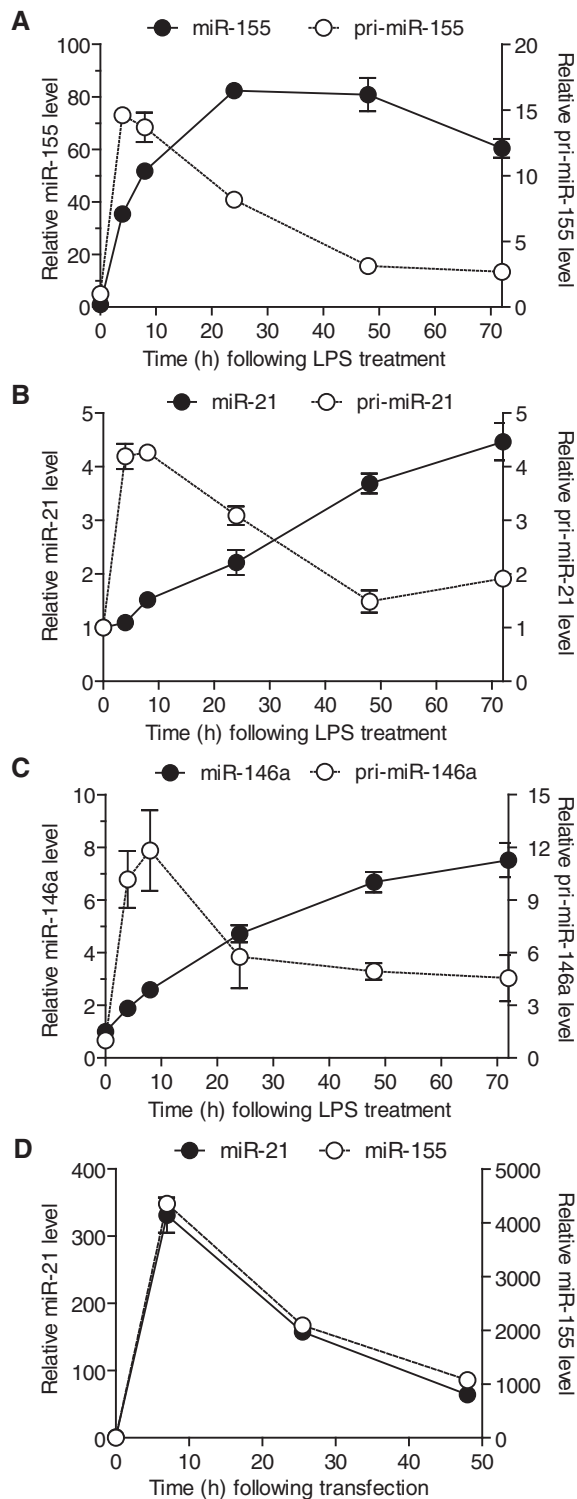 A
miR-155 pri-miR-155
100 20
80 15
60
10
40
20 5
0 0
Relative miR-155 level
Relative pri-miR-155 level
0 10 20 30 40 50 60 70
Time (h) following LPS treatment
B
miR-21 pri-miR-21
5 5
4 4
3 3
2 2
1 1
0 0
Relative miR-21 level
Relative pri-miR-21 level
0 10 20 30 40 50 60 70
Time (h) following LPS treatment
C
miR-146a pri-miR-146a
10 15
8 12
6 9
4 6
2 3
0 0
Relative miR-146a level
Relative pri-miR-146a level
0 10 20 30 40 50 60 70
Time (h) following LPS treatment
D
miR-21 miR-155
400 5000
300 4000
3000
200
2000
100 1000
0 0
Relative miR-21 level
Relative miR-155 level
0 10 20 30 40 50
Time (h) following transfection